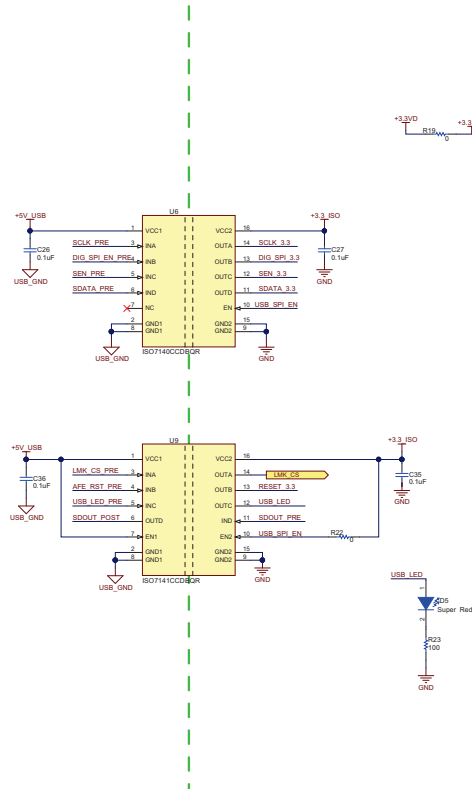 +3.3VD
+3.3
R19
0
U6
+5V_USB
+3.3_ISO
1
VCC1
VCC2
16
C26
0.1uF
SCLK_PRE
3
INA
OUTA
14
SCLK_3.3
C27
0.1uF
DIG_SPI_EN_PRE
4
INB
OUTB
13
DIG_SPI_3.3
SEN_PRE
5
INC
OUTC
12
SEN_3.3
USB_GND
SDATA_PRE
6
IND
OUTD
11
SDATA_3.3
GND
7
NC
EN
10
USB_SPI_EN
2
GND1
GND2
15
8
GND1
GND2
9
USB_GND
ISO7140CCDBQR
GND
U9
+5V_USB
+3.3_ISO
1
VCC1
VCC2
16
C36
0.1uF
LMK_CS_PRE
3
INA
OUTA
14
LMK_CS
C35
0.1uF
AFE_RST_PRE
4
INB
OUTB
13
RESET_3.3
USB_LED_PRE
5
INC
OUTC
12
USB_LED
GND
USB_GND
SDOUT_POST
6
OUTD
IND
11
SDOUT_PRE
7
EN1
EN2
10
USB_SPI_EN
R22
0
2
GND1
GND2
15
8
GND1
GND2
9
USB_GND
ISO7141CCDBQR
GND
USB_LED
1
D5
Super Red
2
R23
100
GND